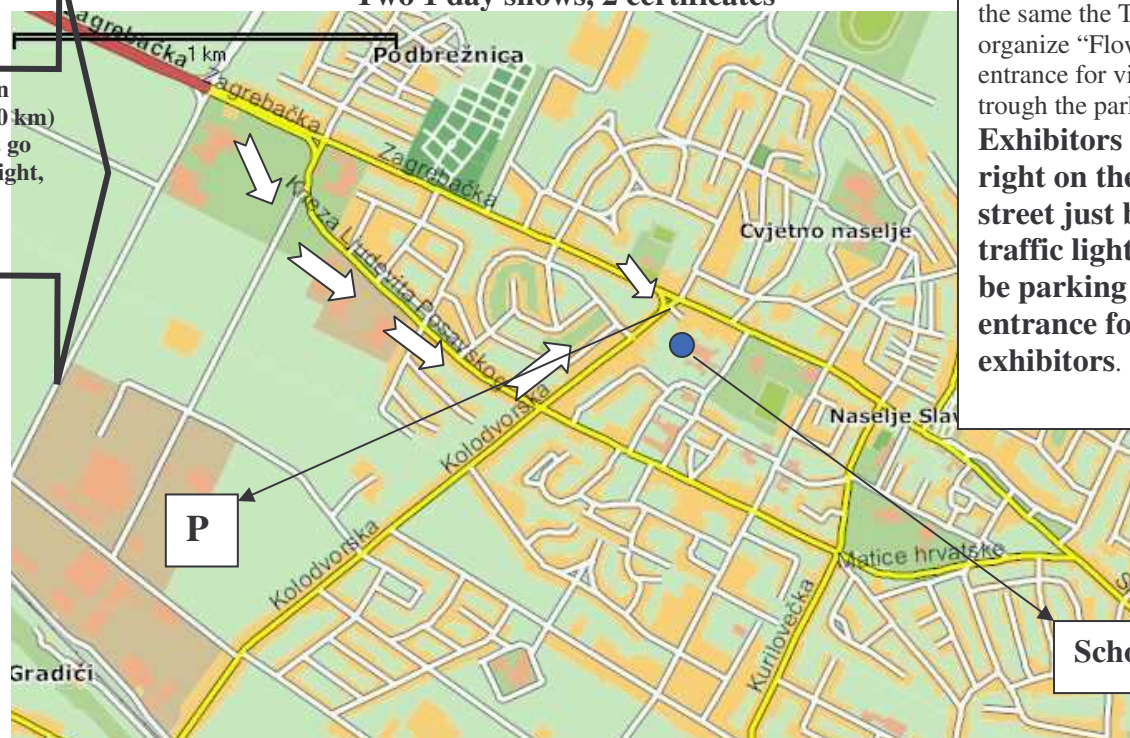 Two 1 day shows, 2 certificates
Zagrebačka
1 km
Podbrežnica
n
0 km)
go
ight,
Zagrebačka
Zagrebačka
Kneza Ljudevita Posavskog
Cvjetno naselje
Naselje Slav
Kolodvorska
Kolodvorska
P
Matice hrvatske
Kurilovečka
Gradići
Scho
the same the T
organize “Flow
entrance for vi
trough the park
Exhibitors
right on the
street just b
traffic light
be parking
entrance fo
exhibitors.